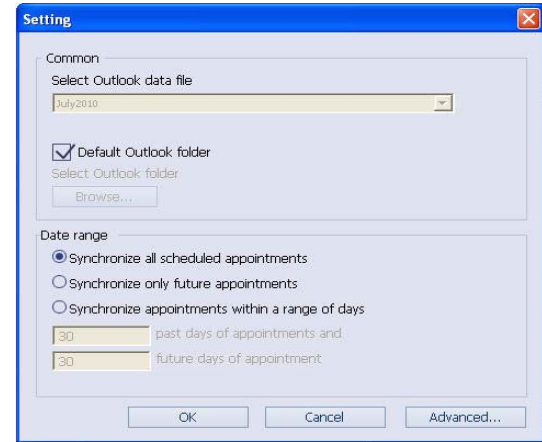 Setting
Common
Select Outlook data file
July2010
Default Outlook folder
Select Outlook folder
Browse...
Date range
Synchronize all scheduled appointments
Synchronize only future appointments
Synchronize appointments within a range of days
30 past days of appointments and
30 future days of appointment
OK Cancel Advanced...